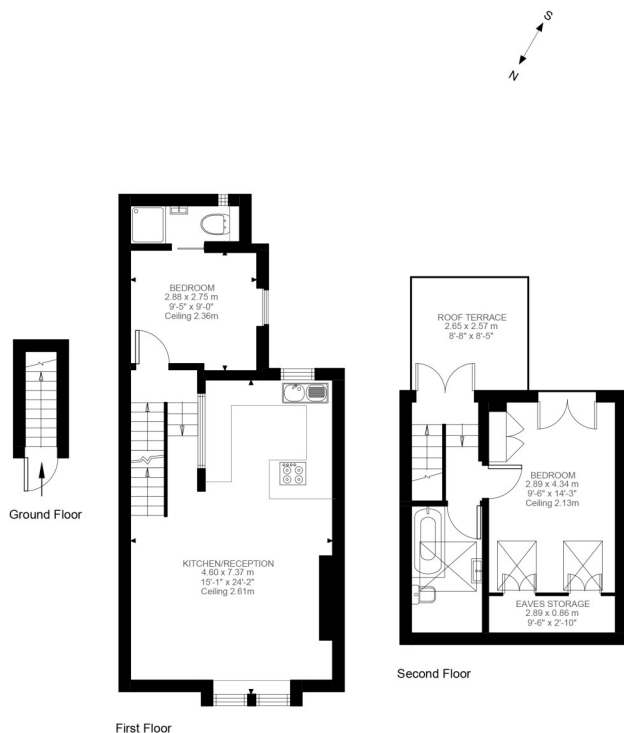 S
N
BEDROOM
2.88 x 2.75 m
9'-5" x 9'-0"
Ceiling 2.36m
ROOF TERRACE
2.65 x 2.57 m
8'-8" x 8'-5"
Ground Floor
BEDROOM
2.89 x 4.34 m
9'-6" x 14'-3"
Ceiling 2.13m
KITCHEN/RECEPTION
4.60 x 7.37 m
15'-1" x 24'-2"
Ceiling 2.61m
EAVES STORAGE
2.89 x 0.86 m
9'-6" x 2'-10"
Second Floor
First Floor